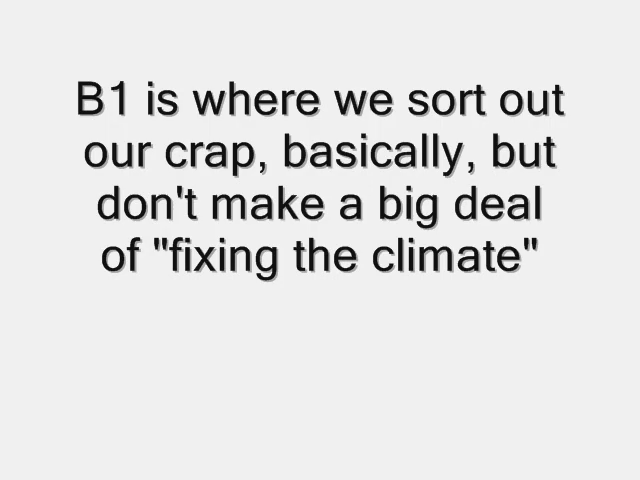 B1 is where we sort out
our crap, basically, but
don't make a big deal
of "fixing the climate"